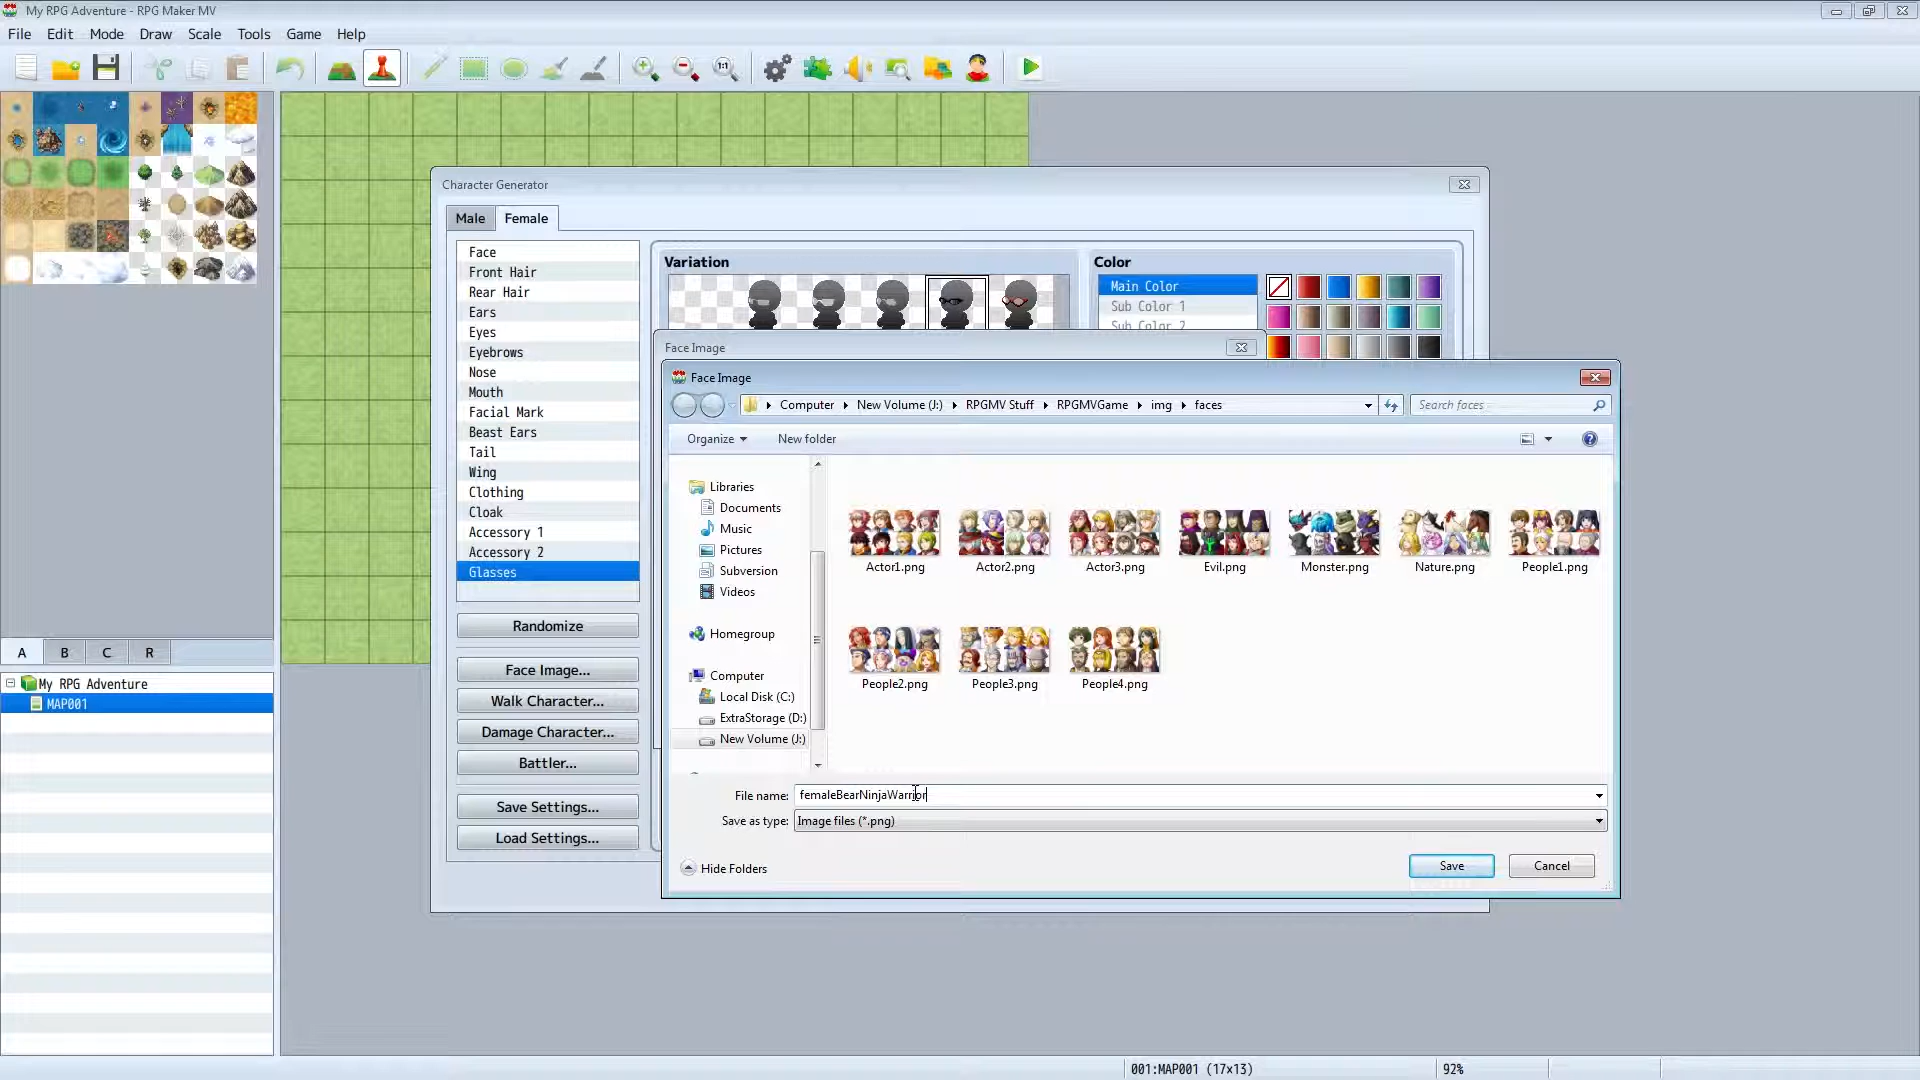 My RPG Adventure - RPG Maker MV
File Edit Mode Draw Scale Tools Game Help
1:1
Character Generator
Male Female
Face
Front Hair
Rear Hair
Ears
Eyes
Eyebrows
Nose
Mouth
Facial Mark
Beast Ears
Tail
Wing
Clothing
Cloak
Accessory 1
Accessory 2
Glasses
Randomize
Face Image...
Walk Character...
Damage Character...
Battler...
Save Settings...
Load Settings...
Variation
Color
Main Color
Sub Color 1
Sub Color 2
Face Image
Face Image
Computer New Volume (J:) RPGMV Stuff RPGMVGame img faces
Search faces
Organize New folder
Libraries
Documents
Music
Pictures
Subversion
Videos
Homegroup
Computer
Local Disk (C:)
ExtraStorage (D:)
New Volume (J:)
Actor1.png Actor2.png Actor3.png Evil.png Monster.png Nature.png People1.png
People2.png People3.png People4.png
File name: femaleBearNinjaWarrior
Save as type: Image files (*.png)
Hide Folders
Save Cancel
A B C R
My RPG Adventure
MAP001
001:MAP001 (17x13) 92%